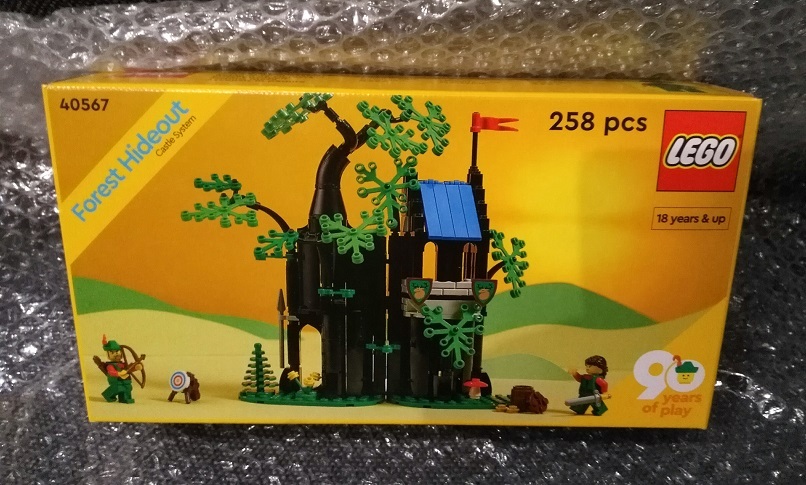 40567
Forest Hideout
Castle System
258 pcs
LEGO
18 years & up
90
years
of play